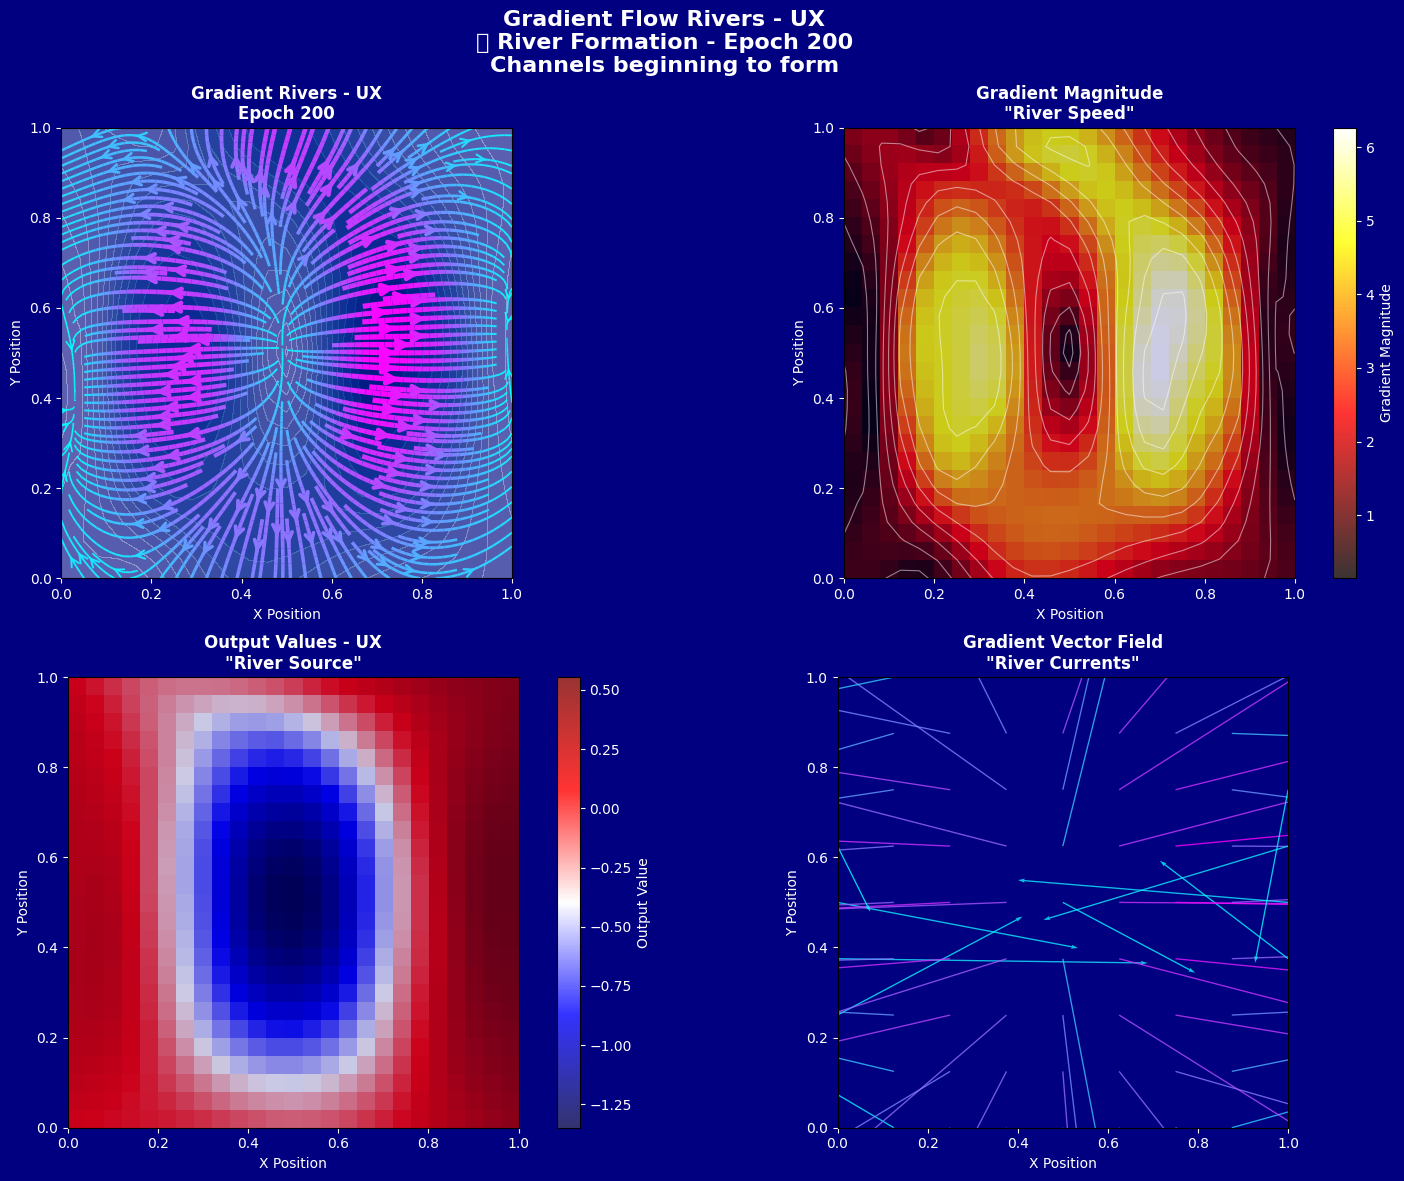 Gradient Flow Rivers - UX
▯ River Formation - Epoch 200
Channels beginning to form
Gradient Rivers - UX
Epoch 200
1.0
0.8
0.6
0.4
0.2
0.0
Y Position
0.0 0.2 0.4 0.6 0.8 1.0
X Position
Gradient Magnitude
"River Speed"
1.0
0.8
0.6
0.4
0.2
0.0
Y Position
0.0 0.2 0.4 0.6 0.8 1.0
X Position
6
5
4
3
2
1
Gradient Magnitude
Output Values - UX
"River Source"
1.0
0.8
0.6
0.4
0.2
0.0
Y Position
0.0 0.2 0.4 0.6 0.8 1.0
X Position
0.50
0.25
0.00
−0.25
−0.50
−0.75
−1.00
−1.25
Output Value
Gradient Vector Field
"River Currents"
1.0
0.8
0.6
0.4
0.2
0.0
Y Position
0.0 0.2 0.4 0.6 0.8 1.0
X Position